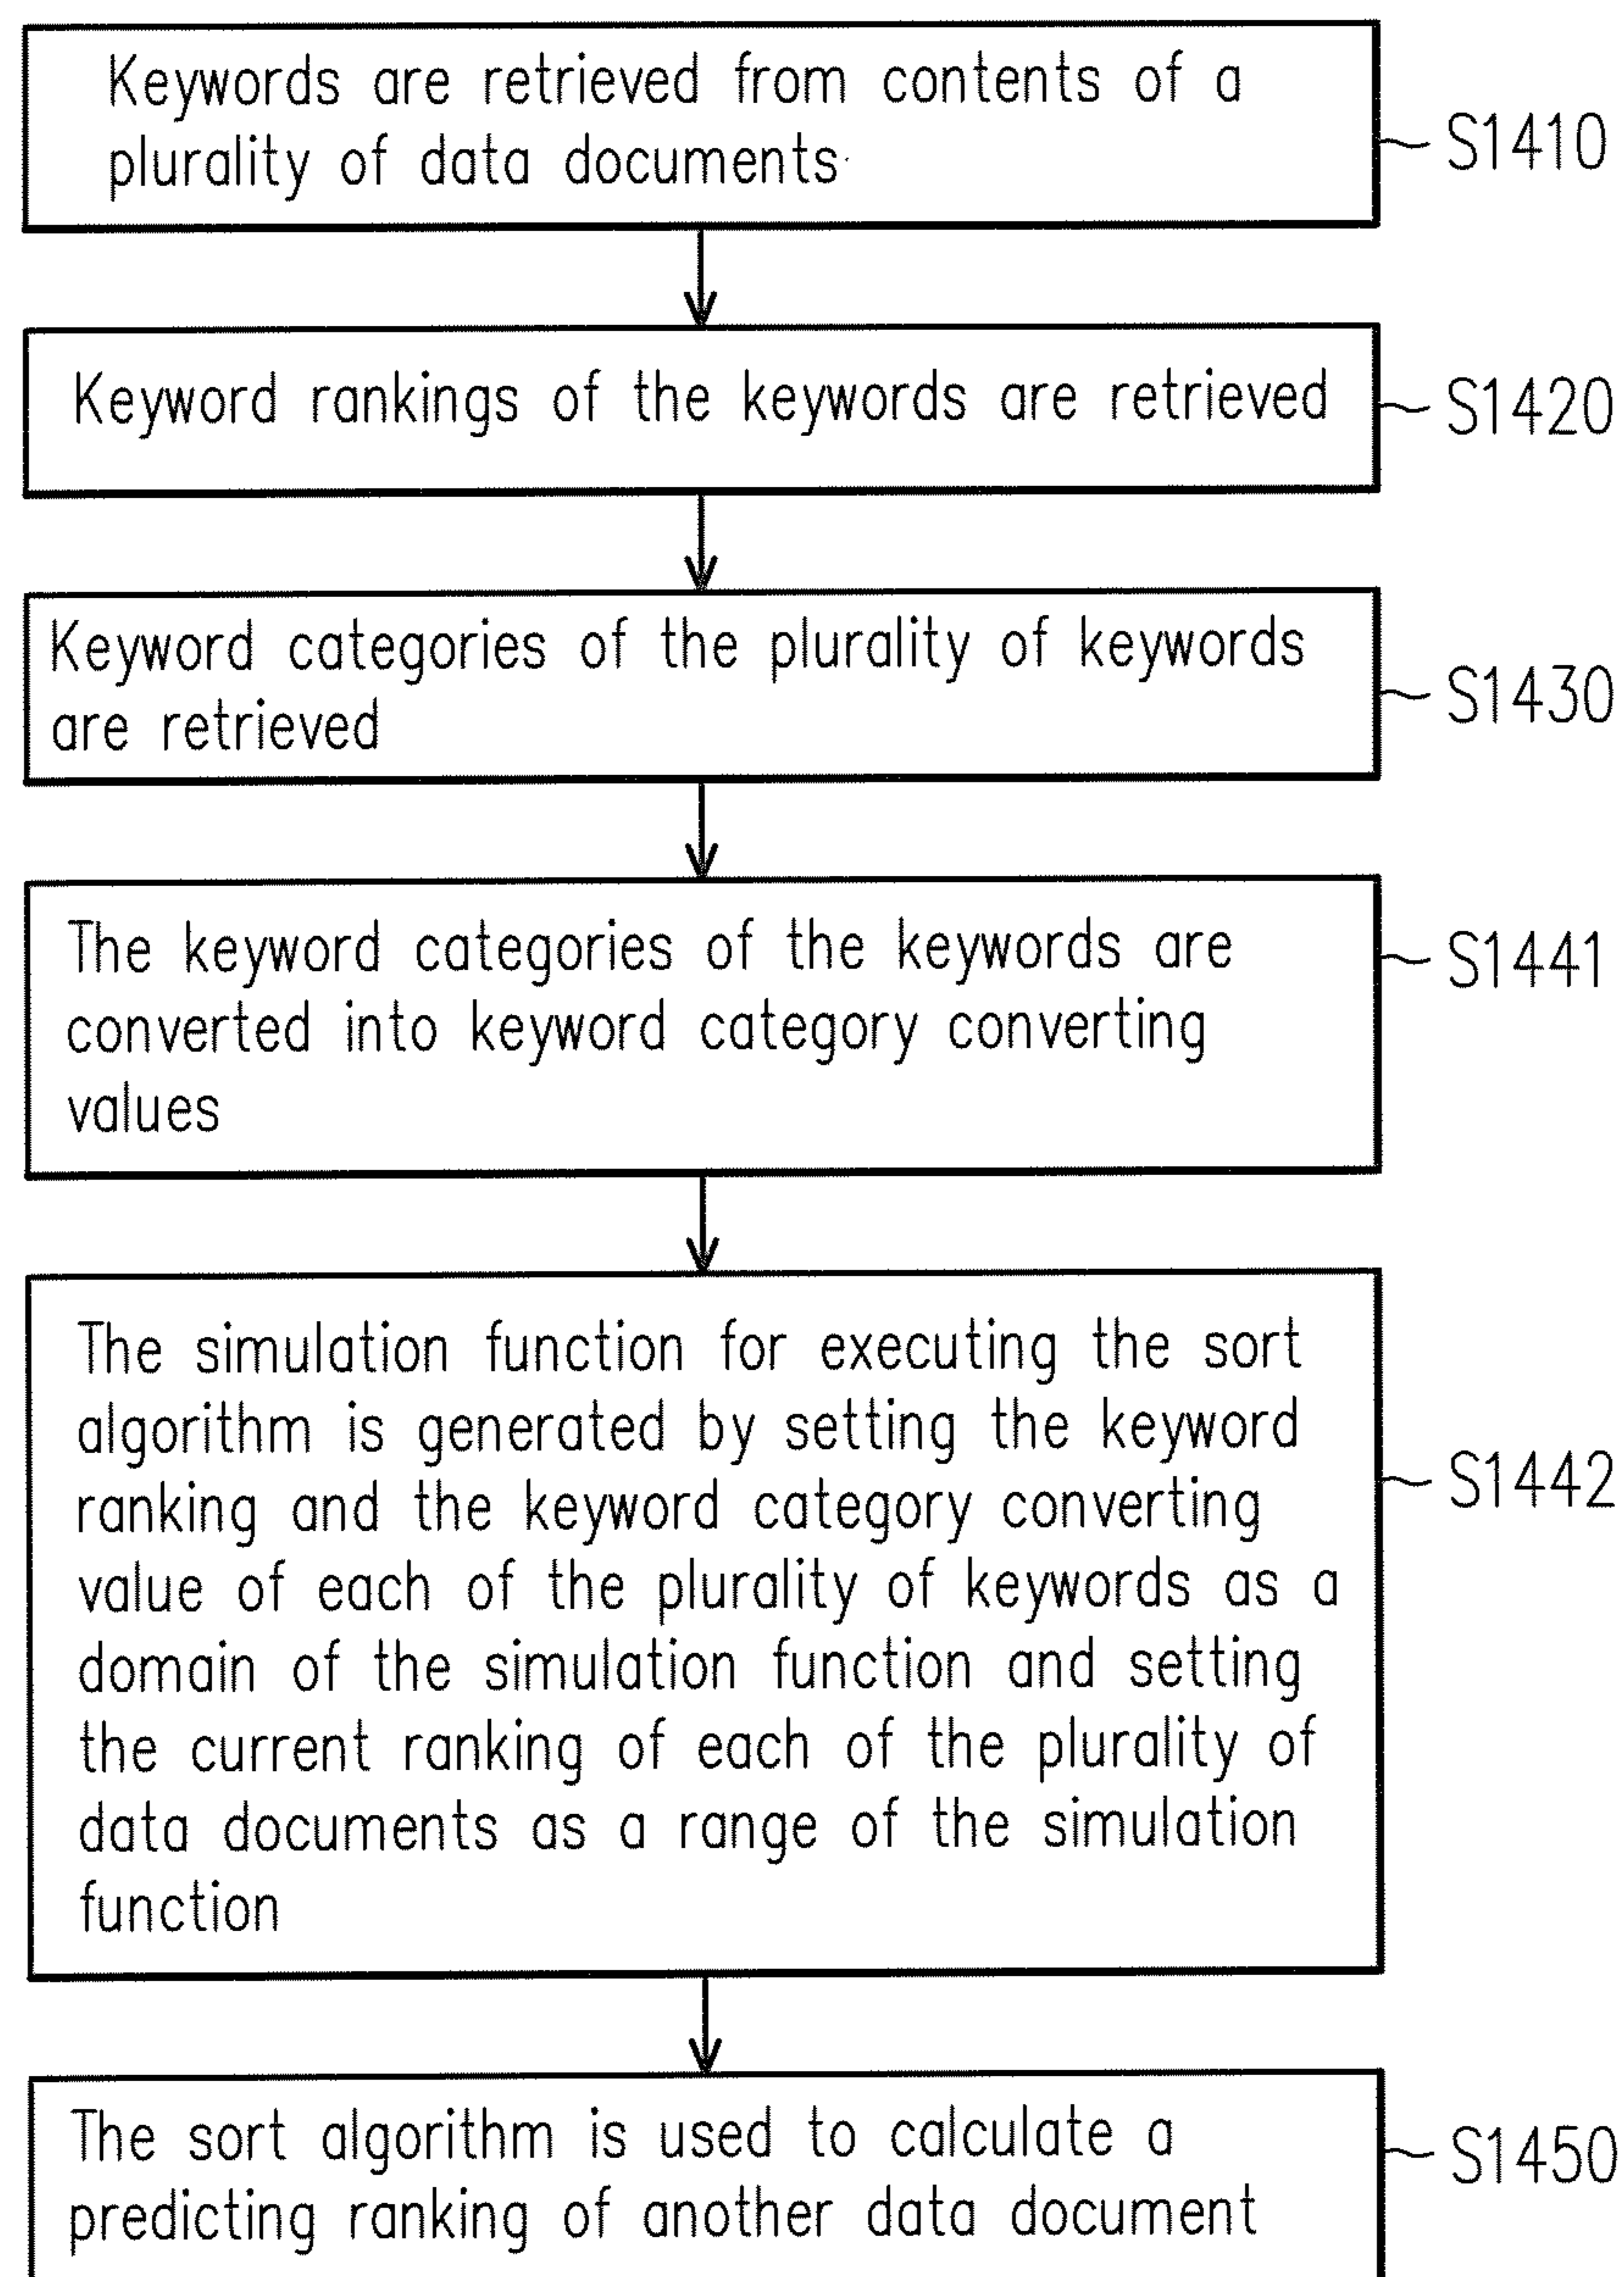 Keywords are retrieved from contents of a
plurality of data documents
S1410
Keyword rankings of the keywords are retrieved
S1420
Keyword categories of the plurality of keywords
are retrieved
S1430
The keyword categories of the keywords are
converted into keyword category converting
values
S1441
The simulation function for executing the sort
algorithm is generated by setting the keyword
ranking and the keyword category converting
value of each of the plurality of keywords as a
domain of the simulation function and setting
the current ranking of each of the plurality of
data documents as a range of the simulation
function
S1442
The sort algorithm is used to calculate a
predicting ranking of another data document
S1450